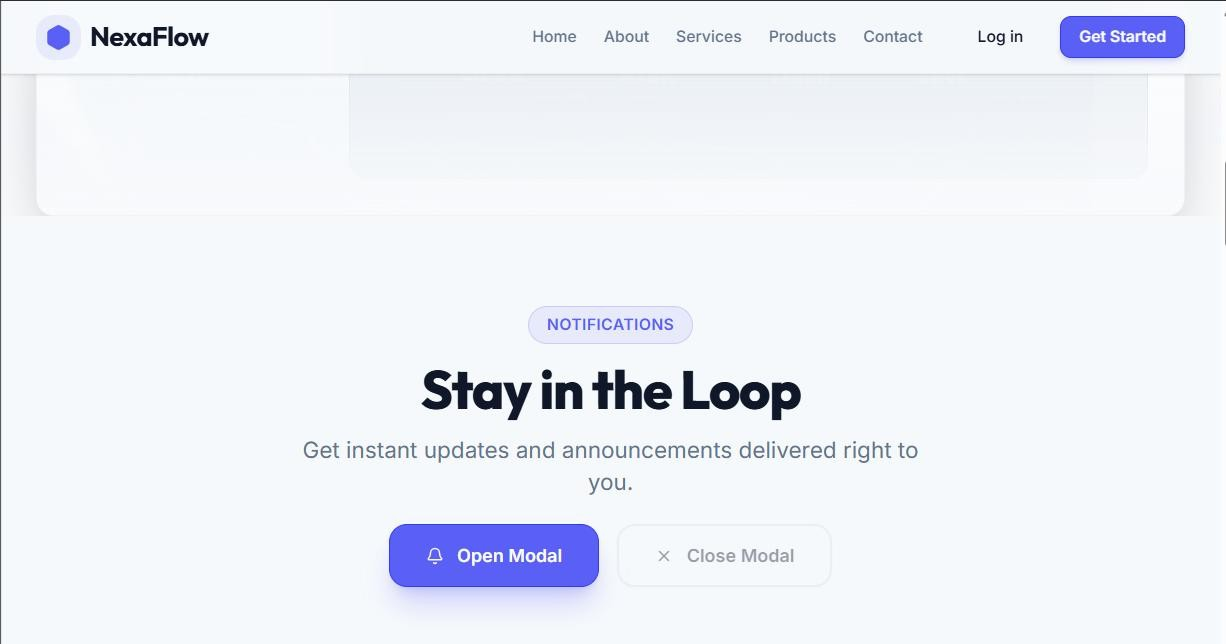 NexaFlow
Home About Services Products Contact Log in Get Started
NOTIFICATIONS
Stay in the Loop
Get instant updates and announcements delivered right to
you.
Open Modal Close Modal